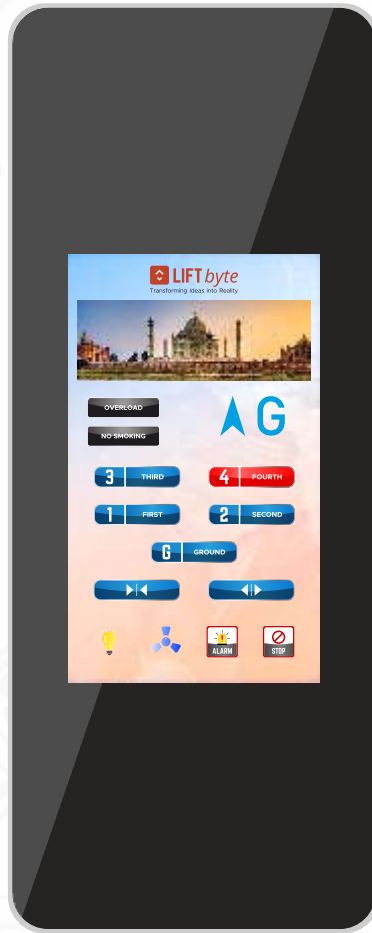 LIFT byte
Transforming Ideas into Reality
OVERLOAD
G
NO SMOKING
3 THIRD
4 FOURTH
1 FIRST
2 SECOND
G GROUND
ALARM
STOP